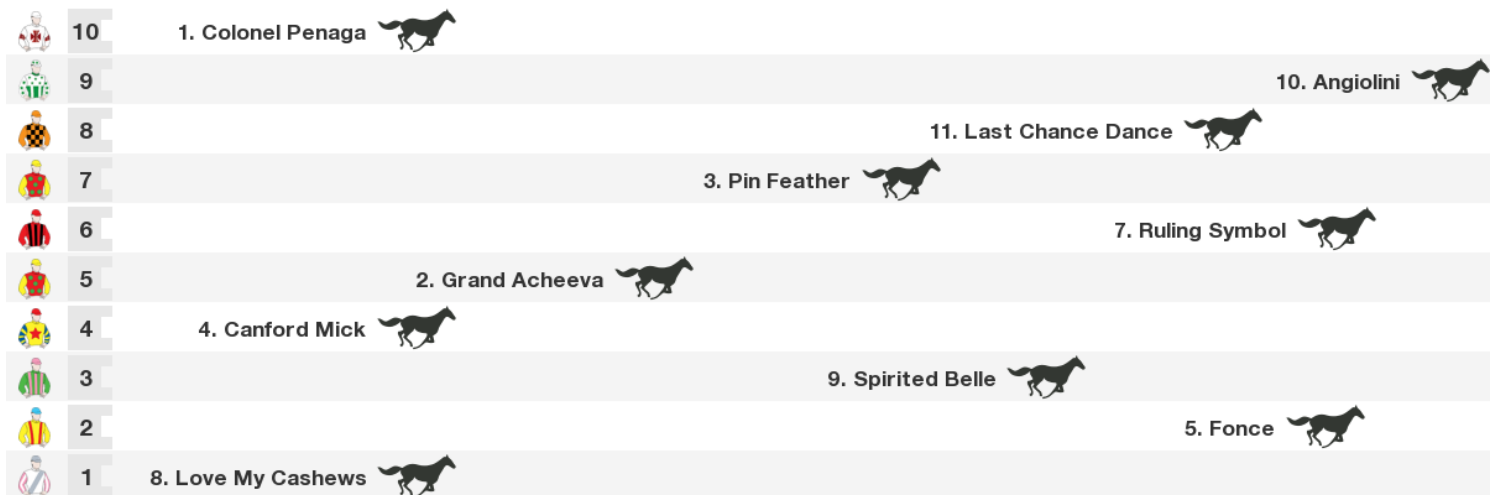 10 1. Colonel Penaga
9 10. Angiolini
8 11. Last Chance Dance
7 3. Pin Feather
6 7. Ruling Symbol
5 2. Grand Acheeva
4 4. Canford Mick
3 9. Spirited Belle
2 5. Fonce
1 8. Love My Cashews